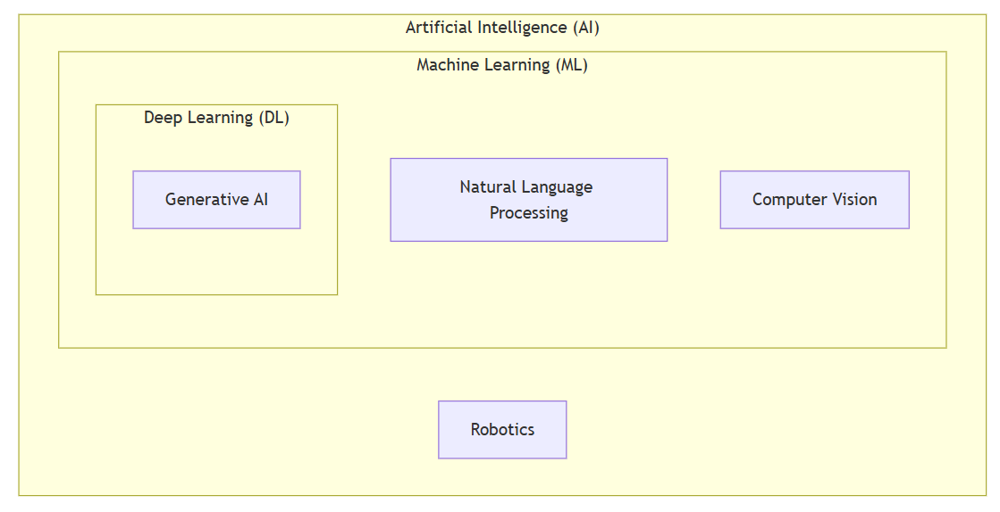 Artificial Intelligence (AI)
Machine Learning (ML)
Deep Learning (DL)
Generative AI
Natural Language
Processing
Computer Vision
Robotics